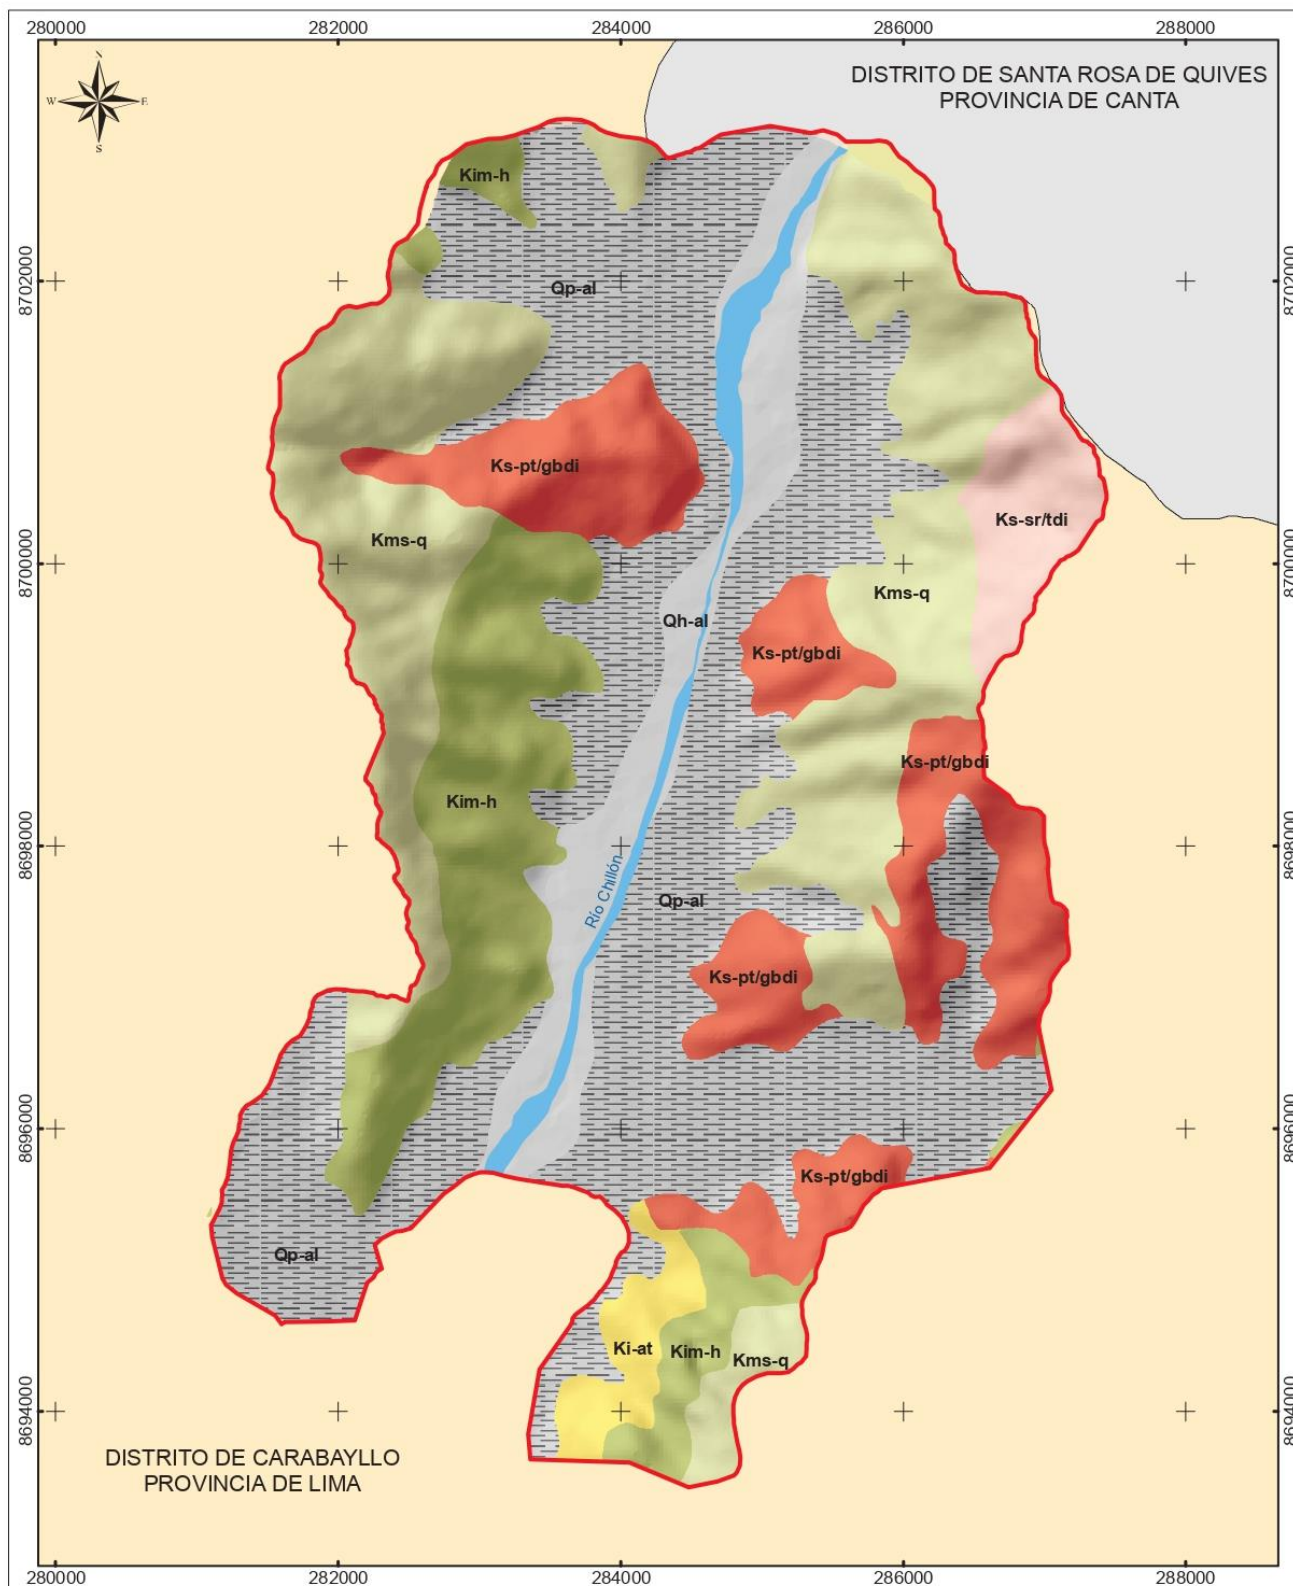 280000 282000 284000 286000 288000
N
W E
S
DISTRITO DE SANTA ROSA DE QUIVES
PROVINCIA DE CANTA
Kim-h
8702000 8702000
Qp-al
Ks-pt/gbdi
Ks-sr/tdi
Kms-q
8700000 8700000
Kms-q
Qh-al
Ks-pt/gbdi
Ks-pt/gbdi
Kim-h
8698000 8698000
Río Chillón
Qp-al
Ks-pt/gbdi
8696000 8696000
Ks-pt/gbdi
Qp-al
Ki-at Kim-h Kms-q
8694000 8694000
DISTRITO DE CARABAYLLO
PROVINCIA DE LIMA
280000 282000 284000 286000 288000